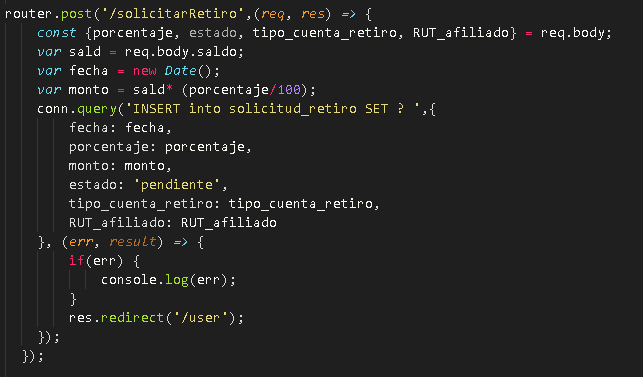 router.post('/solicitarRetiro',(req, res) => {
const {porcentaje, estado, tipo_cuenta_retiro, RUT_afiliado} = req.body;
var sald = req.body.saldo;
var fecha = new Date();
var monto = sald* (porcentaje/100);
conn.query('INSERT into solicitud_retiro SET ? ',{
fecha: fecha,
porcentaje: porcentaje,
monto: monto,
estado: 'pendiente',
tipo_cuenta_retiro: tipo_cuenta_retiro,
RUT_afiliado: RUT_afiliado
}, (err, result) => {
if(err) {
console.log(err);
}
res.redirect('/user');
});
});